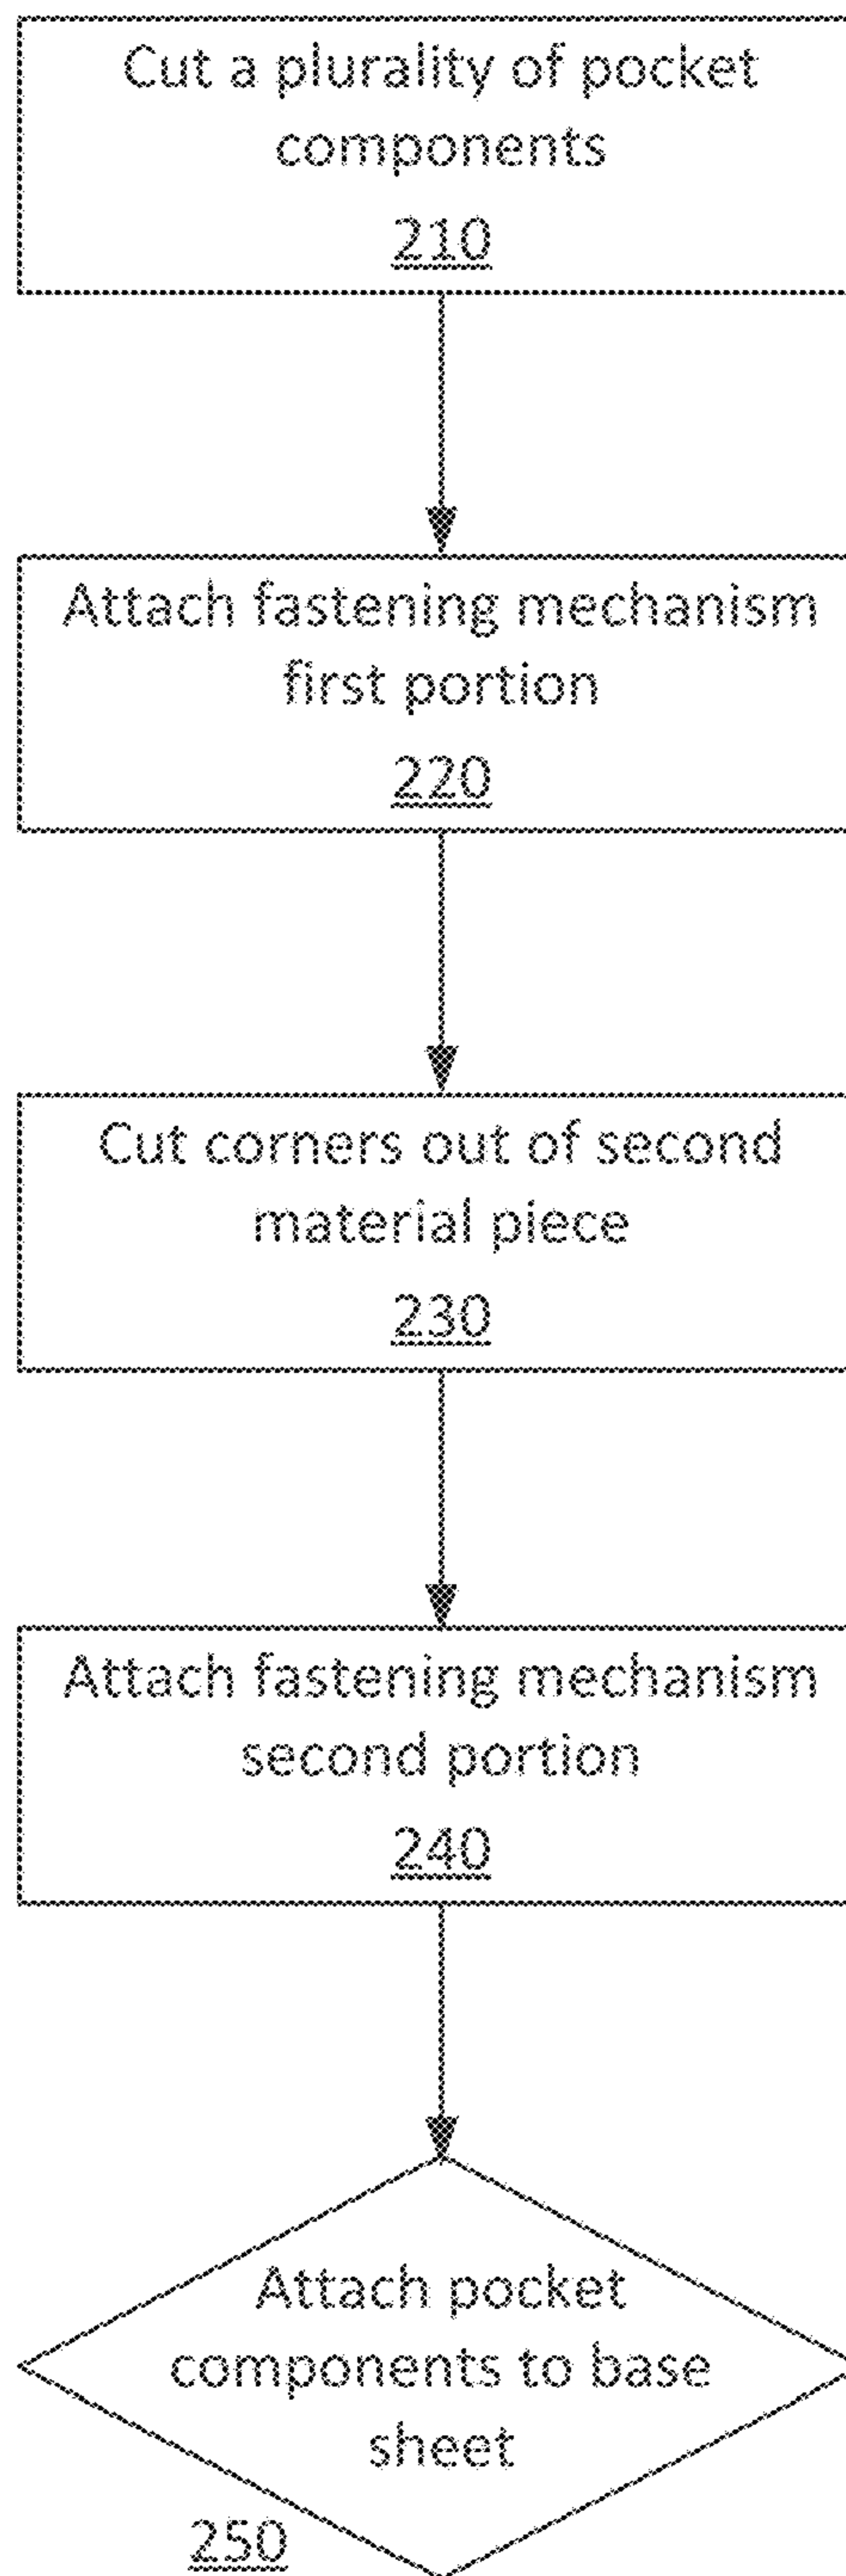 Cut a plurality of pocket
components
210
Attach fastening mechanism
first portion
220
Cut corners out of second
material piece
230
Attach fastening mechanism
second portion
240
Attach pocket
components to base
sheet
250